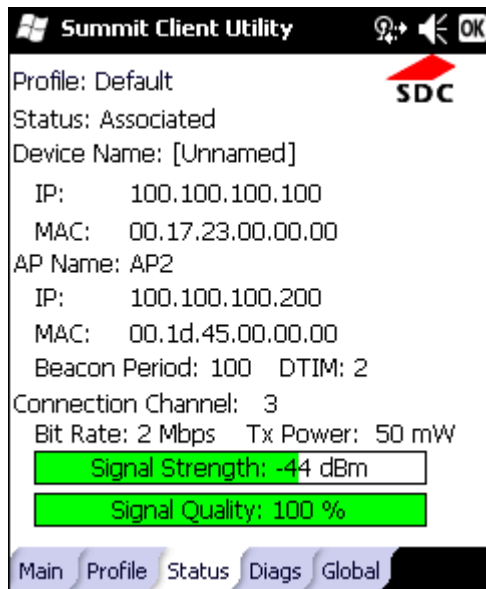 Summit Client Utility OK
Profile: Default
SDC
Status: Associated
Device Name: [Unnamed]
IP: 100.100.100.100
MAC: 00.17.23.00.00.00
AP Name: AP2
IP: 100.100.100.200
MAC: 00.1d.45.00.00.00
Beacon Period: 100 DTIM: 2
Connection Channel: 3
Bit Rate: 2 Mbps Tx Power: 50 mW
Signal Strength: -44 dBm
Signal Quality: 100 %
Main Profile Status Diags Global